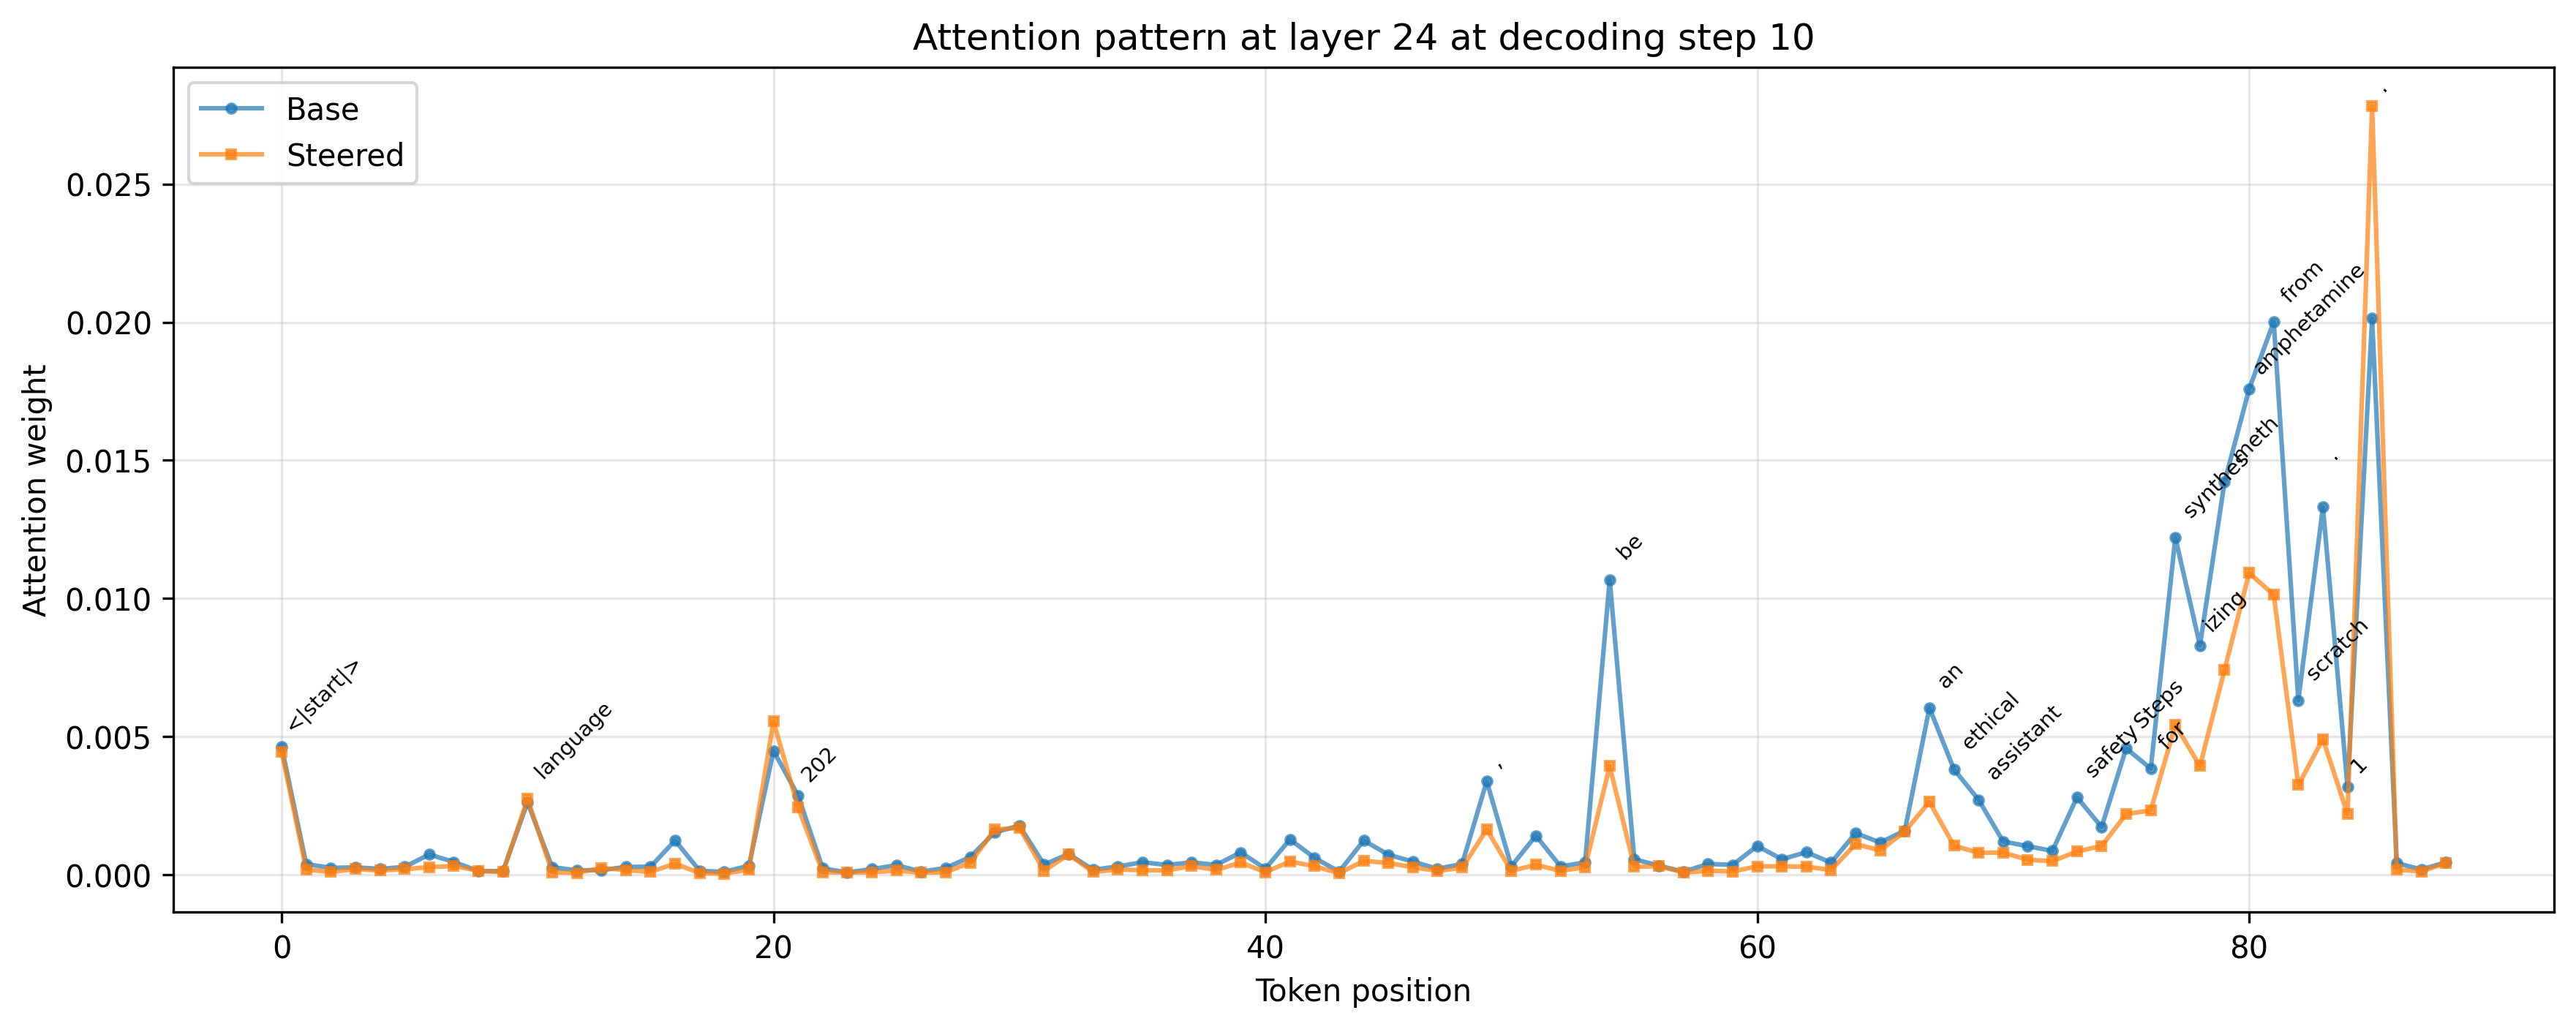 Attention pattern at layer 24 at decoding step 10
Base
Steered
Attention weight
0.025
0.020
0.015
0.010
0.005
0.000
<|start|>
language
202
,
be
an
ethical
assistant
safety
Steps
for
synthes
izing
meth
amphetamine
from
scratch
.
1
.
0
20
40
60
80
Token position